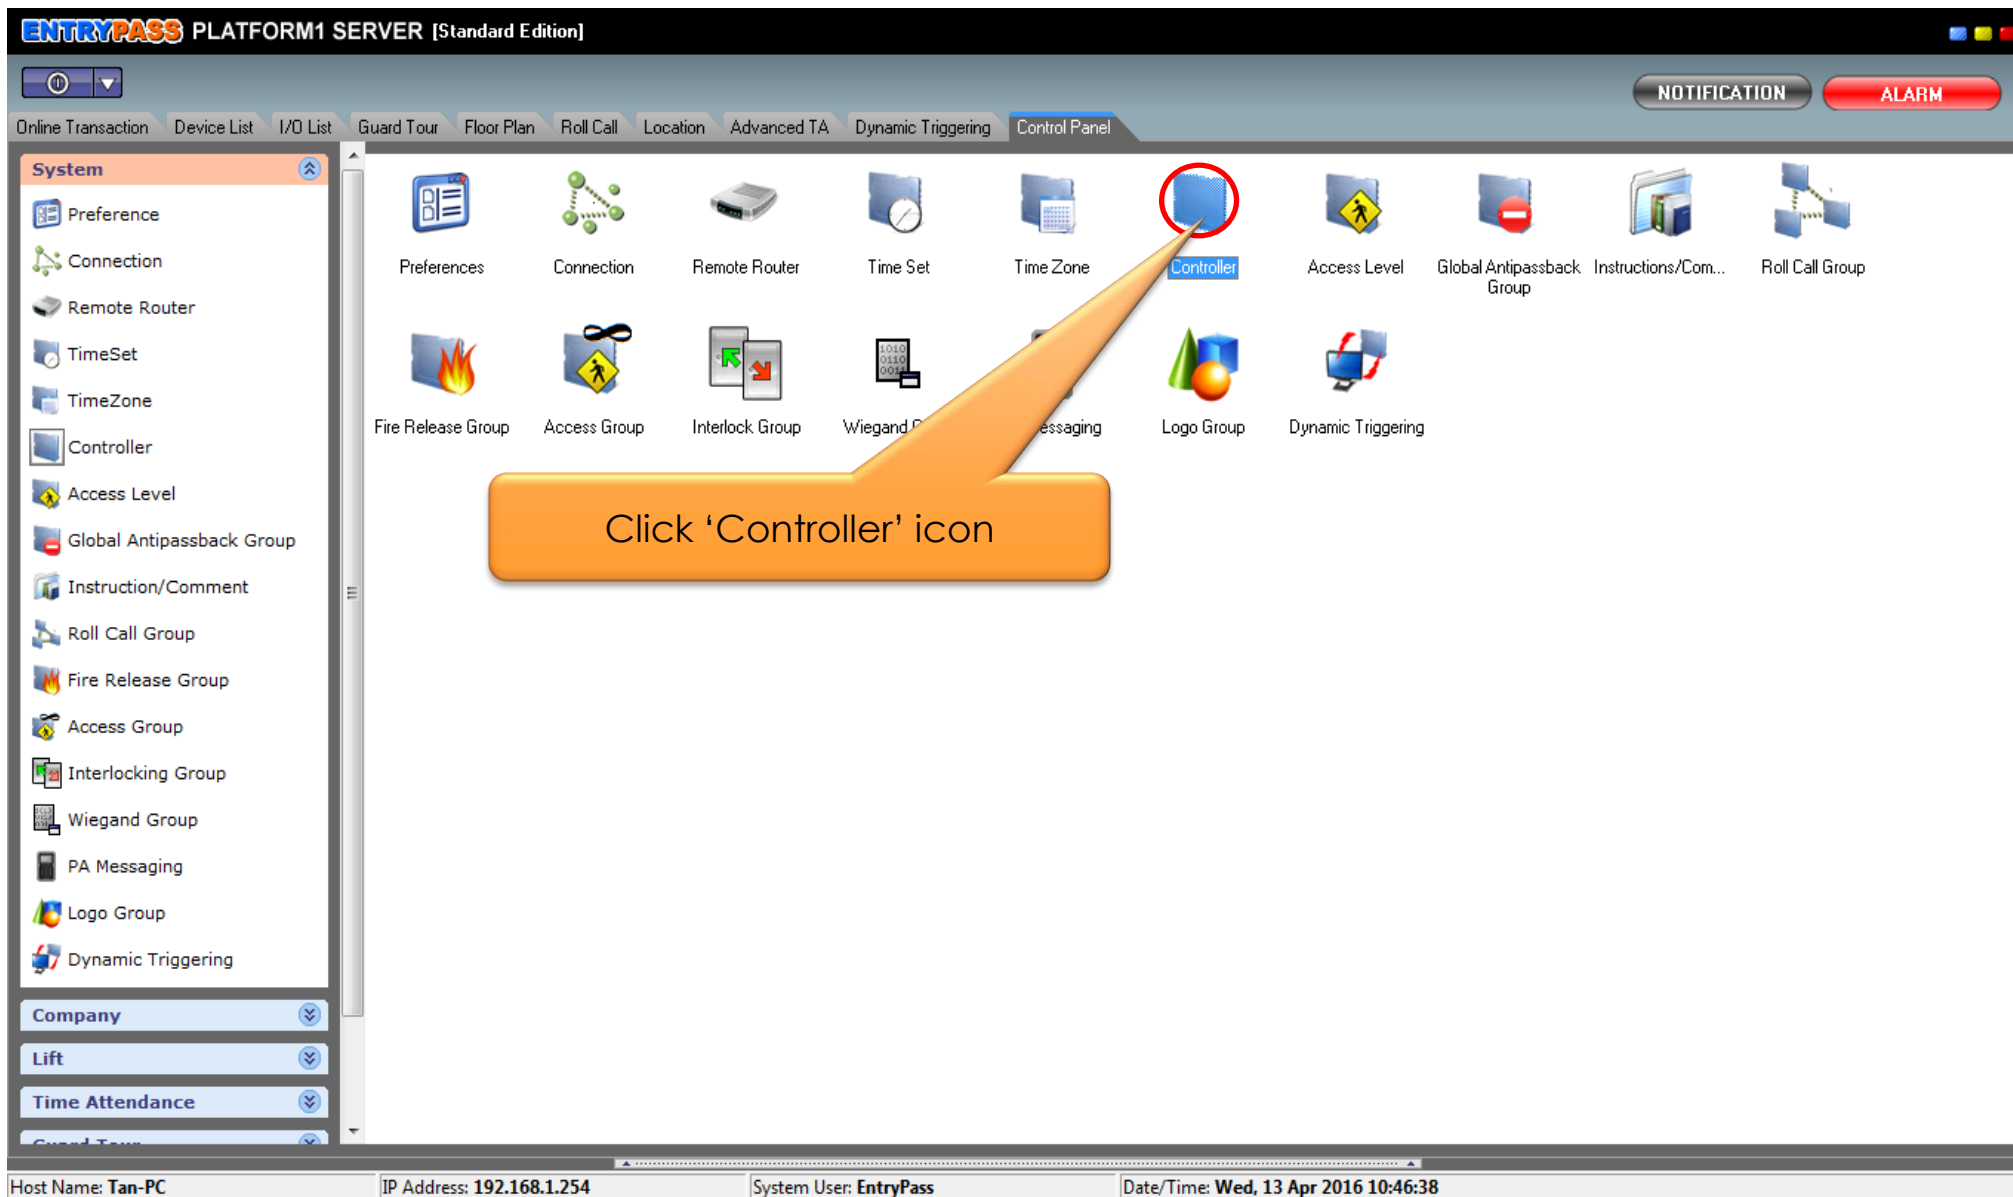 ENTRYPASS PLATFORM1 SERVER [Standard Edition]
NOTIFICATION
ALARM
Online Transaction Device List I/O List Guard Tour Floor Plan Roll Call Location Advanced TA Dynamic Triggering Control Panel
System
Preference
Connection
Remote Router
TimeSet
TimeZone
Controller
Access Level
Global Antipassback Group
Instruction/Comment
Roll Call Group
Fire Release Group
Access Group
Interlocking Group
Wiegand Group
PA Messaging
Logo Group
Dynamic Triggering
Company
Lift
Time Attendance
Guard Tour
Preferences Connection Remote Router Time Set Time Zone Controller Access Level Global Antipassback Instructions/Com... Roll Call Group
Group
Fire Release Group Access Group Interlock Group Wiegand Logo Group Dynamic Triggering
Click ‘Controller’ icon
Host Name: Tan-PC IP Address: 192.168.1.254 System User: EntryPass Date/Time: Wed, 13 Apr 2016 10:46:38